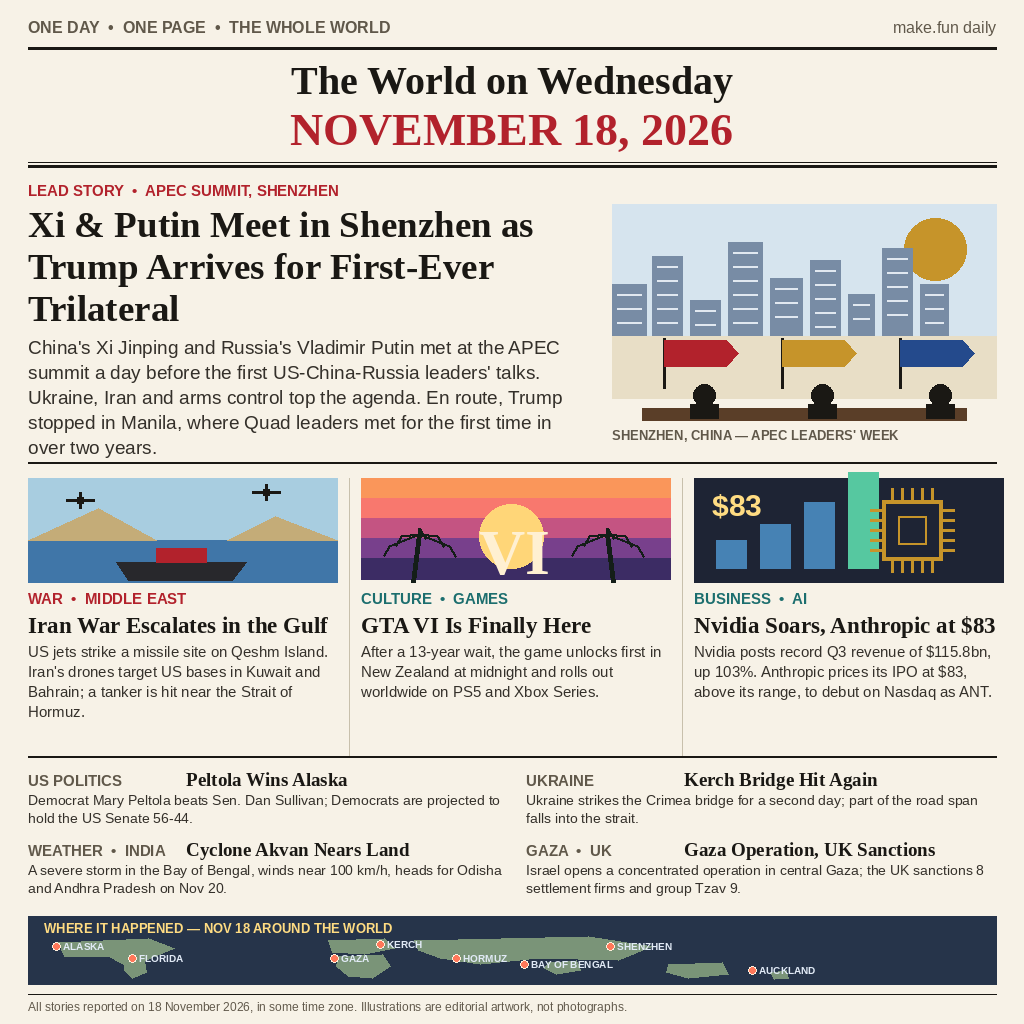 ONE DAY • ONE PAGE • THE WHOLE WORLD
make.fun daily
The World on Wednesday
NOVEMBER 18, 2026
LEAD STORY • APEC SUMMIT, SHENZHEN
Xi & Putin Meet in Shenzhen as
Trump Arrives for First-Ever
Trilateral
China's Xi Jinping and Russia's Vladimir Putin met at the APEC
summit a day before the first US-China-Russia leaders' talks.
Ukraine, Iran and arms control top the agenda. En route, Trump
stopped in Manila, where Quad leaders met for the first time in
over two years.
SHENZHEN, CHINA — APEC LEADERS' WEEK
WAR • MIDDLE EAST
Iran War Escalates in the Gulf
US jets strike a missile site on Qeshm Island.
Iran's drones target US bases in Kuwait and
Bahrain; a tanker is hit near the Strait of
Hormuz.
VI
CULTURE • GAMES
GTA VI Is Finally Here
After a 13-year wait, the game unlocks first in
New Zealand at midnight and rolls out
worldwide on PS5 and Xbox Series.
$83
BUSINESS • AI
Nvidia Soars, Anthropic at $83
Nvidia posts record Q3 revenue of $115.8bn,
up 103%. Anthropic prices its IPO at $83,
above its range, to debut on Nasdaq as ANT.
US POLITICS
Peltola Wins Alaska
Democrat Mary Peltola beats Sen. Dan Sullivan; Democrats are projected to
hold the US Senate 56-44.
UKRAINE
Kerch Bridge Hit Again
Ukraine strikes the Crimea bridge for a second day; part of the road span
falls into the strait.
WEATHER • INDIA
Cyclone Akvan Nears Land
A severe storm in the Bay of Bengal, winds near 100 km/h, heads for Odisha
and Andhra Pradesh on Nov 20.
GAZA • UK
Gaza Operation, UK Sanctions
Israel opens a concentrated operation in central Gaza; the UK sanctions 8
settlement firms and group Tzav 9.
WHERE IT HAPPENED — NOV 18 AROUND THE WORLD
ALASKA
FLORIDA
KERCH
GAZA
HORMUZ
BAY OF BENGAL
SHENZHEN
AUCKLAND
All stories reported on 18 November 2026, in some time zone. Illustrations are editorial artwork, not photographs.